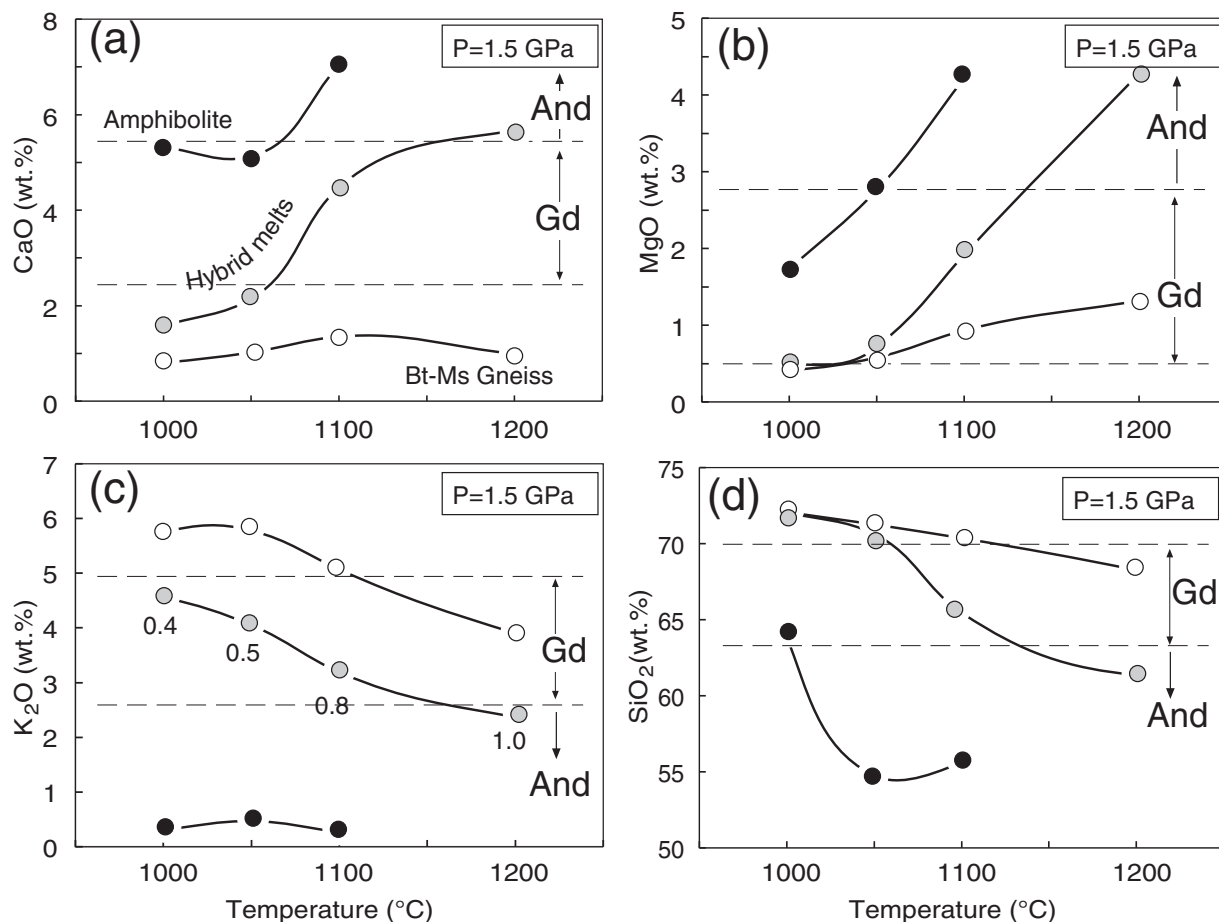 (a)
P=1.5 GPa
And
Amphibolite
Gd
Hybrid melts
Bt-Ms Gneiss
CaO (wt.%)
8
6
4
2
0
1000 1100 1200
(b)
P=1.5 GPa
And
Gd
MgO (wt.%)
5
4
3
2
1
0
1000 1100 1200
(c)
P=1.5 GPa
Gd
And
0.4
0.5
0.8
1.0
K2O (wt.%)
7
6
5
4
3
2
1
0
1000 1100 1200
Temperature (°C)
(d)
P=1.5 GPa
Gd
And
SiO2 (wt.%)
75
70
65
60
55
50
1000 1100 1200
Temperature (°C)